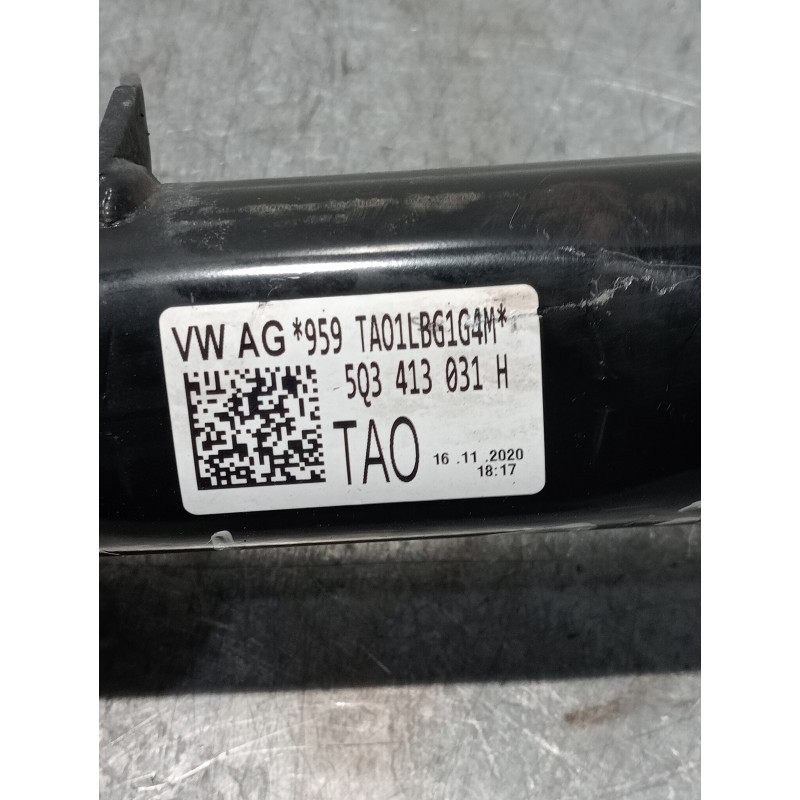 VW AG *959 TA01LBG1G4M*
5Q3 413 031 H
TAO 16 .11 .2020
18:17